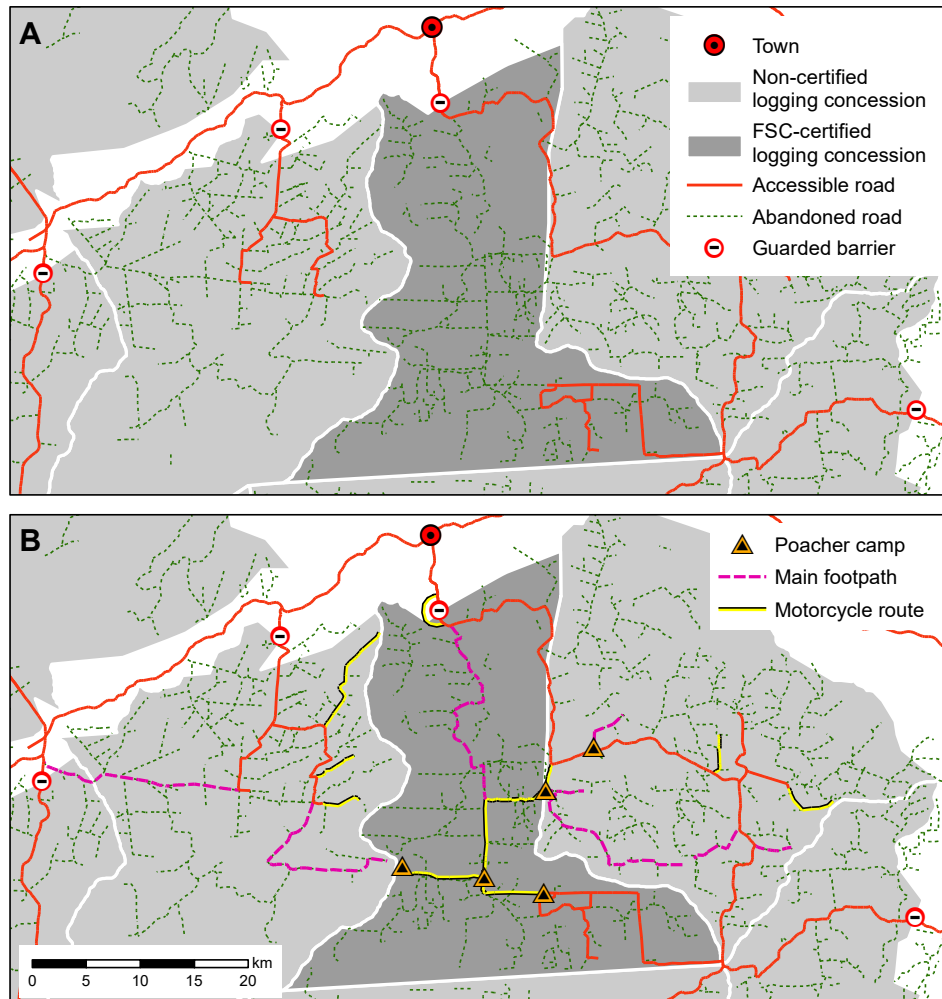 A
Town
Non-certified
logging concession
FSC-certified
logging concession
Accessible road
Abandoned road
Guarded barrier
B
Poacher camp
Main footpath
Motorcycle route
km
0 5 10 15 20